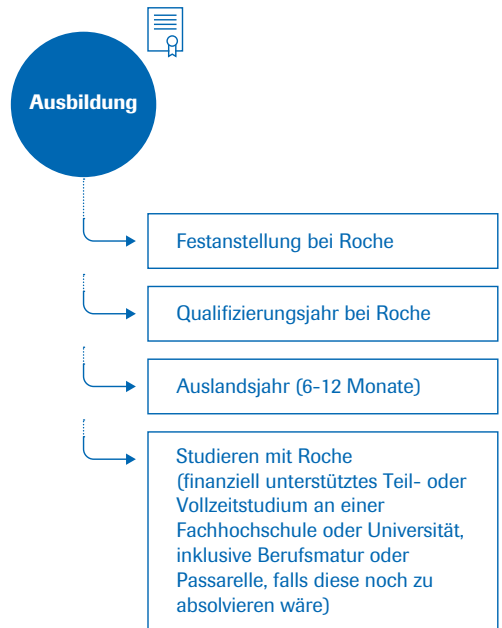 Ausbildung
Festanstellung bei Roche
Qualifizierungsjahr bei Roche
Auslandsjahr (6-12 Monate)
Studieren mit Roche
(finanziell unterstütztes Teil- oder
Vollzeitstudium an einer
Fachhochschule oder Universität,
inklusive Berufsmatur oder
Passarelle, falls diese noch zu
absolvieren wäre)